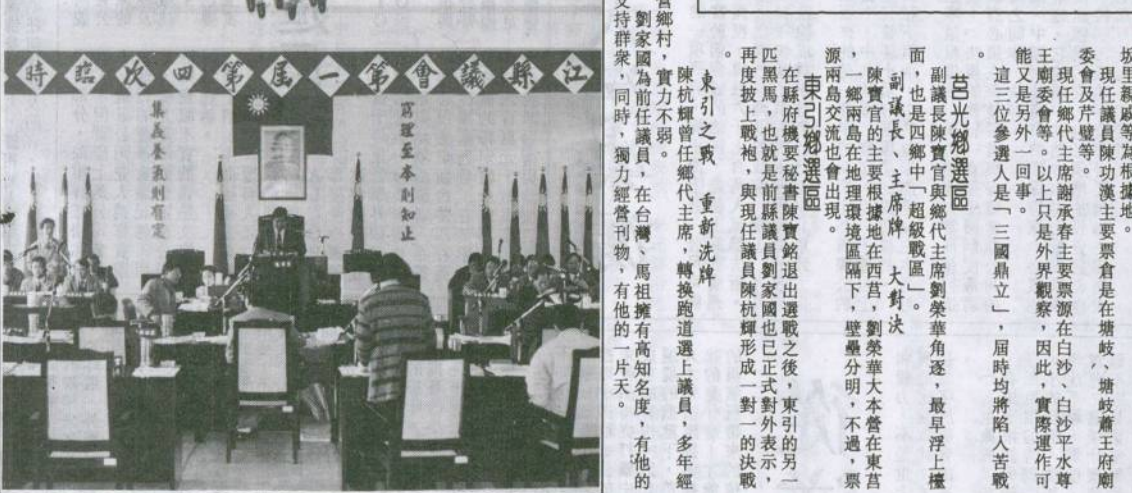 坂里親戚等為根據地。
現任議員陳功漢主要票倉是在塘岐、塘岐蕭王府廟
委會及芹壁等。
現任鄉代主席謝承春主要票源在白沙、白沙平水尊
王廟委會等。以上只是外界觀察，因此，實際運作可
能又是另外一回事。
這三位參選人是「三國鼎立」，屆時均將陷入苦戰
。
莒光鄉選區
副議長陳寶官與鄉代主席劉榮華角逐，最早浮上檯
面，也是四鄉中「超級戰區」。
副議長、主席牌 大對決
陳寶官的主要根據地在西莒，劉榮華大本營在東莒
，一鄉兩島在地理環境區隔下，壁壘分明，不過，票
源兩島交流也會出現。
東引鄉選區
在縣府機要秘書陳寶銘退出選戰之後，東引的另一
匹黑馬，也就是前縣議員劉家國也已正式對外表示，
再度披上戰袍，與現任議員陳杭輝形成一對一的決戰
。
東引之戰 重新洗牌
陳杭輝曾任鄉代主席，轉換跑道選上議員，多年經
營鄉村，實力不弱。
劉家國為前任議員，在台灣、馬祖擁有高知名度，有他的
支持群衆，同時，獨力經營刊物，有他的一片天。
江縣議會第一屆第四次臨時
窮理至本則知止
集義養氣則有定